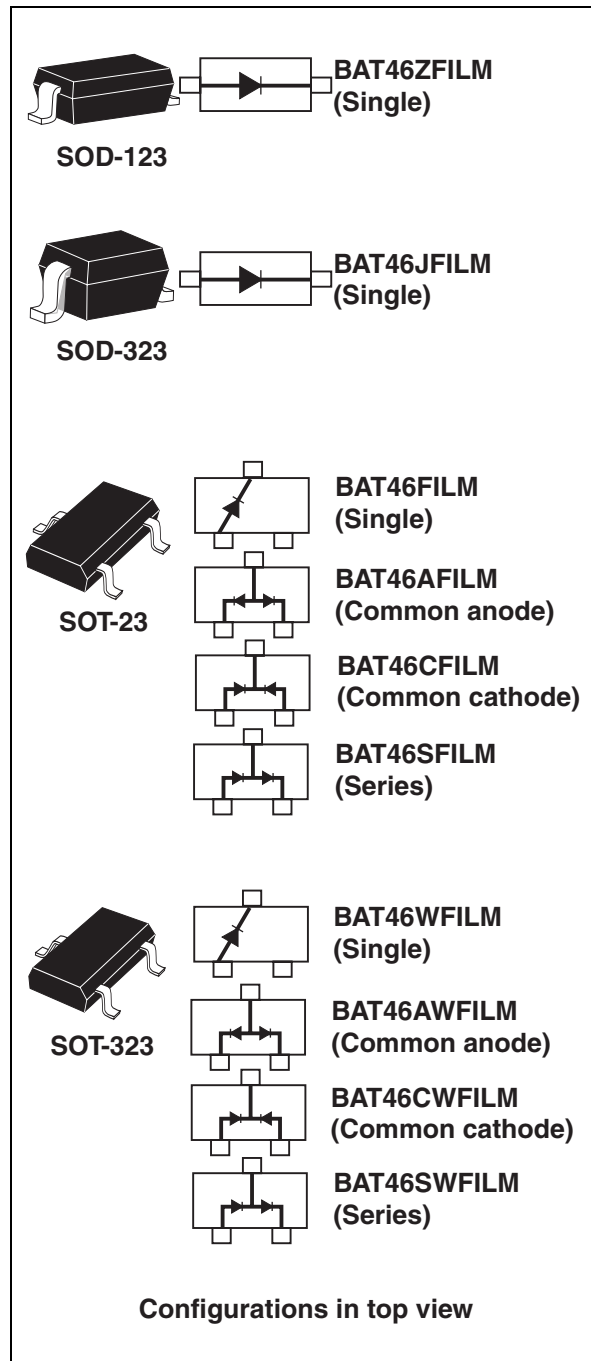 BAT46ZFILM
(Single)
SOD-123
BAT46JFILM
(Single)
SOD-323
BAT46FILM
(Single)
BAT46AFILM
(Common anode)
SOT-23
BAT46CFILM
(Common cathode)
BAT46SFILM
(Series)
BAT46WFILM
(Single)
BAT46AWFILM
(Common anode)
SOT-323
BAT46CWFILM
(Common cathode)
BAT46SWFILM
(Series)
Configurations in top view